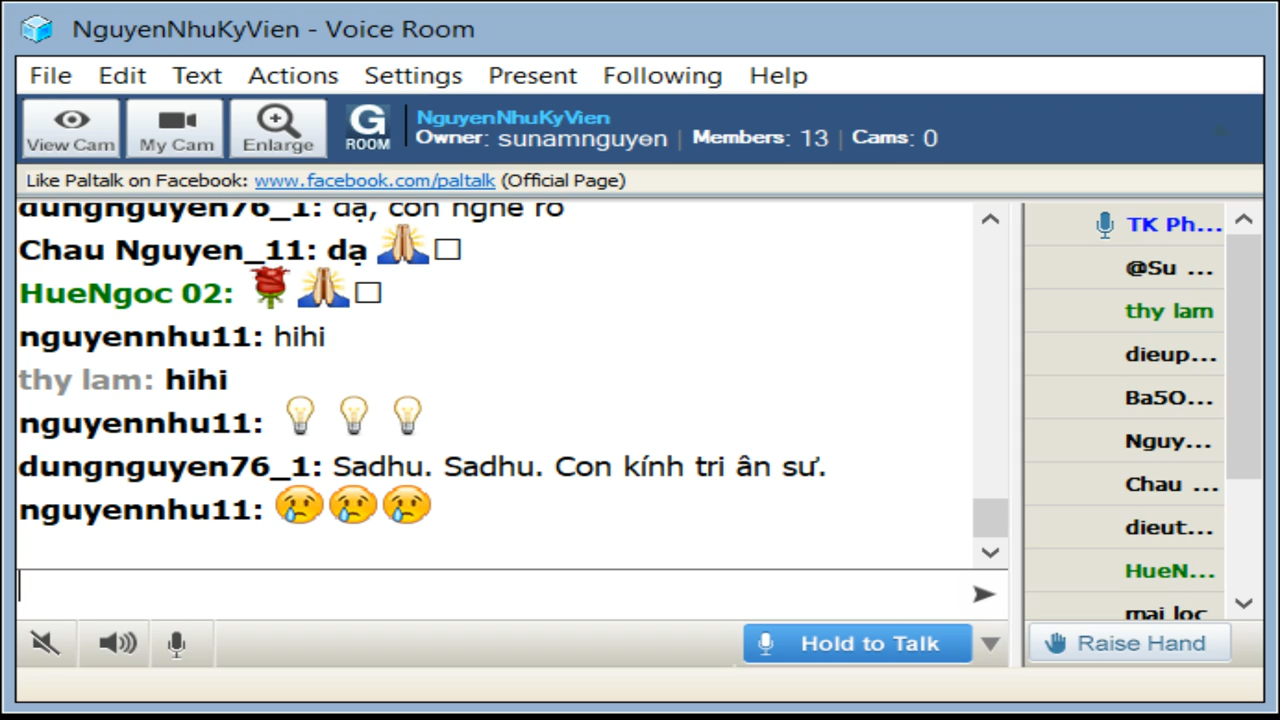 NguyenNhuKyVien - Voice Room
File Edit Text Actions Settings Present Following Help
View Cam My Cam Enlarge G ROOM
NguyenNhuKyVien
Owner: sunamnguyen | Members: 13 | Cams: 0
Like Paltalk on Facebook: www.facebook.com/paltalk (Official Page)
dungnguyen76_1: dạ, con nghe rõ
Chau Nguyen_11: dạ
HueNgoc 02:
nguyennhu11: hihi
thy lam: hihi
nguyennhu11:
dungnguyen76_1: Sadhu. Sadhu. Con kính tri ân sư.
nguyennhu11:
TK Ph...
@Su ...
thy lam
dieup...
Ba5O...
Nguy...
Chau ...
dieut...
HueN...
mai loc
Hold to Talk
Raise Hand